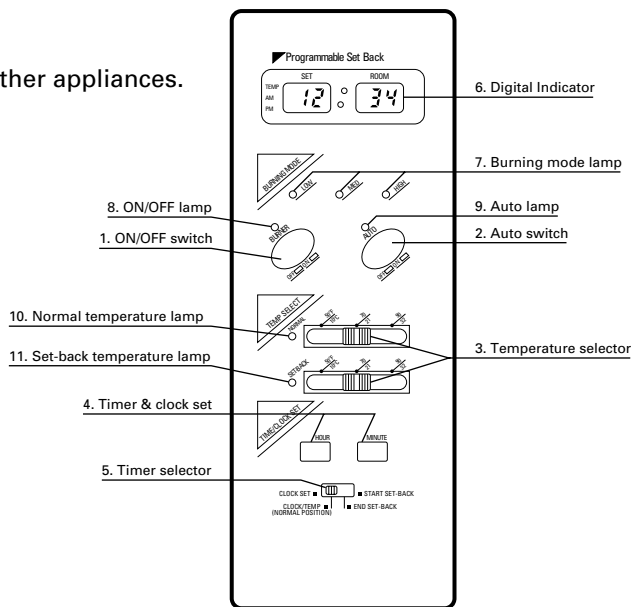 ther appliances.
Programmable Set Back
SET ROOM
TEMP
AM
PM
12 : 34
6. Digital Indicator
BURNING MODE
LOW MED HIGH
7. Burning mode lamp
8. ON/OFF lamp
9. Auto lamp
BURNER
AUTO
1. ON/OFF switch
2. Auto switch
OFF ON
OFF ON
TEMP SELECT
10. Normal temperature lamp
NORMAL
11. Set-back temperature lamp
SET-BACK
3. Temperature selector
4. Timer & clock set
TIME/CLOCK SET
HOUR MINUTE
5. Timer selector
CLOCK SET START SET-BACK
CLOCK/TEMP END SET-BACK
(NORMAL POSITION)